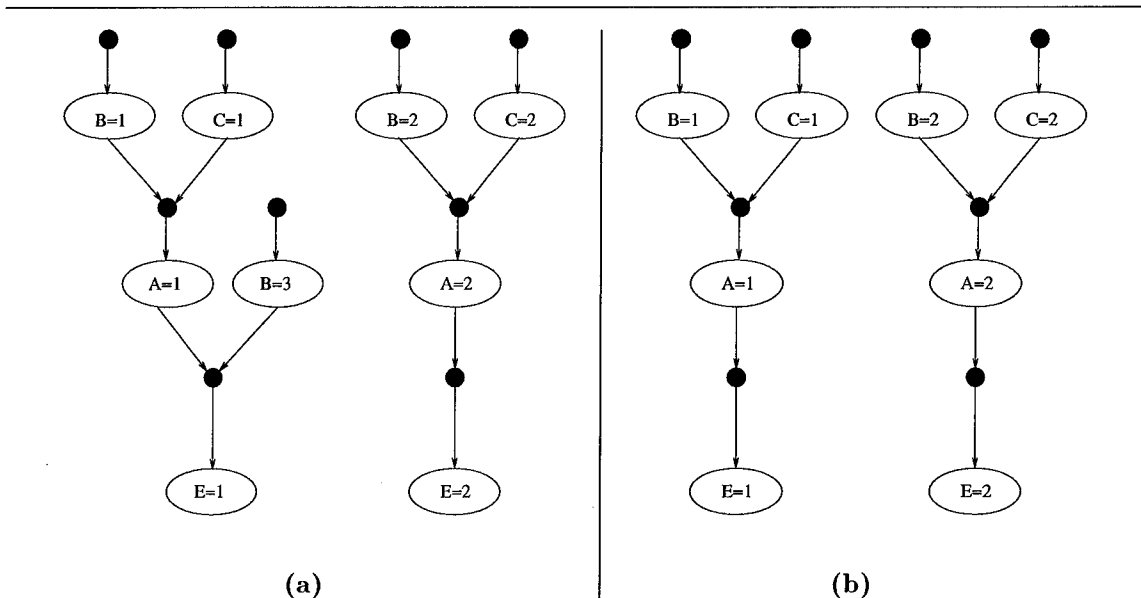 B=1 C=1 B=2 C=2 B=1 C=1 B=2 C=2
A=1 B=3 A=2 A=1 A=2
E=1 E=2 E=1 E=2
(a) (b)